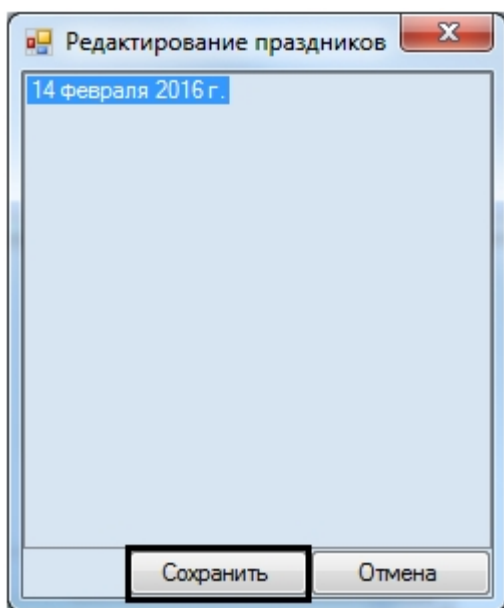 Редактирование праздников
14 февраля 2016 г.
Сохранить
Отмена